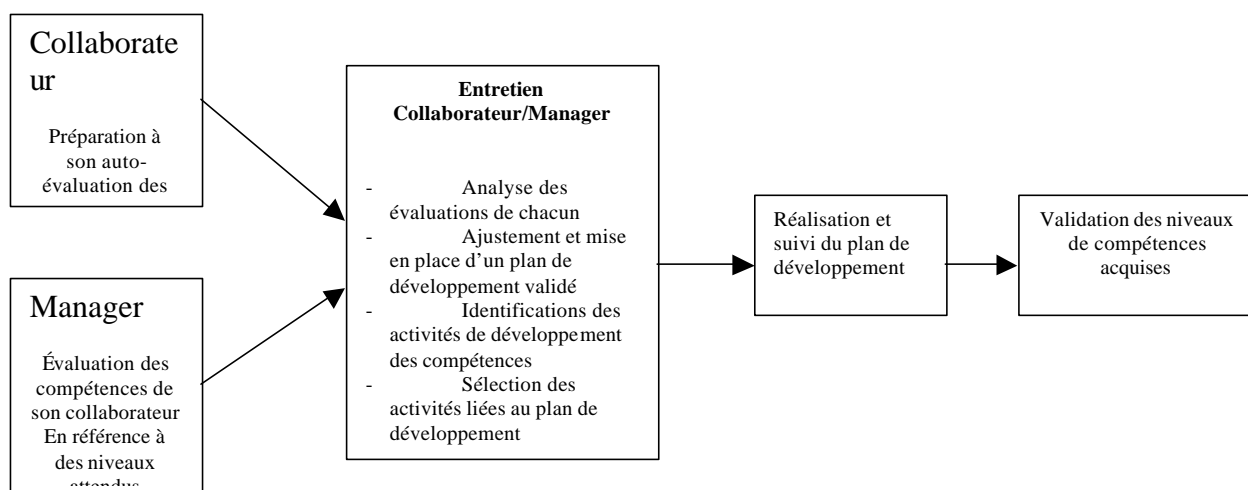 Collaborate
ur
Préparation à
son auto-
évaluation des
Manager
Évaluation des
compétences de
son collaborateur
En référence à
des niveaux
attendus
Entretien
Collaborateur/Manager
- Analyse des
évaluations de chacun
- Ajustement et mise
en place d’un plan de
développement validé
- Identifications des
activités de développement
des compétences
- Sélection des
activités liées au plan de
développement
Réalisation et
suivi du plan de
développement
Validation des niveaux
de compétences
acquises